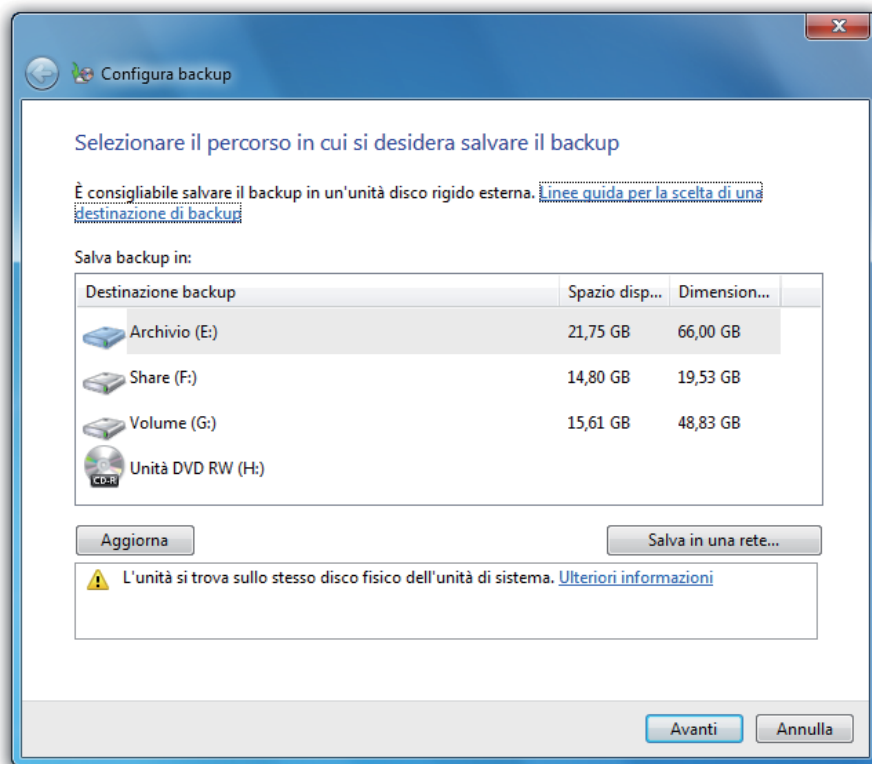 Configura backup
Selezionare il percorso in cui si desidera salvare il backup
È consigliabile salvare il backup in un'unità disco rigido esterna. Linee guida per la scelta di una
destinazione di backup
Salva backup in:
Destinazione backup Spazio disp... Dimension...
Archivio (E:) 21,75 GB 66,00 GB
Share (F:) 14,80 GB 19,53 GB
Volume (G:) 15,61 GB 48,83 GB
Unità DVD RW (H:)
CD-R
Aggiorna Salva in una rete...
L'unità si trova sullo stesso disco fisico dell'unità di sistema. Ulteriori informazioni
Avanti Annulla